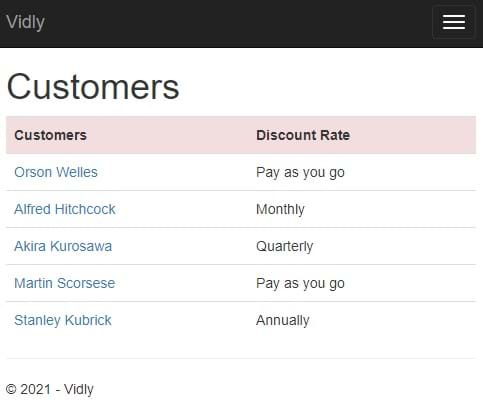 Vidly
Customers
Customers Discount Rate
Orson Welles Pay as you go
Alfred Hitchcock Monthly
Akira Kurosawa Quarterly
Martin Scorsese Pay as you go
Stanley Kubrick Annually
© 2021 - Vidly